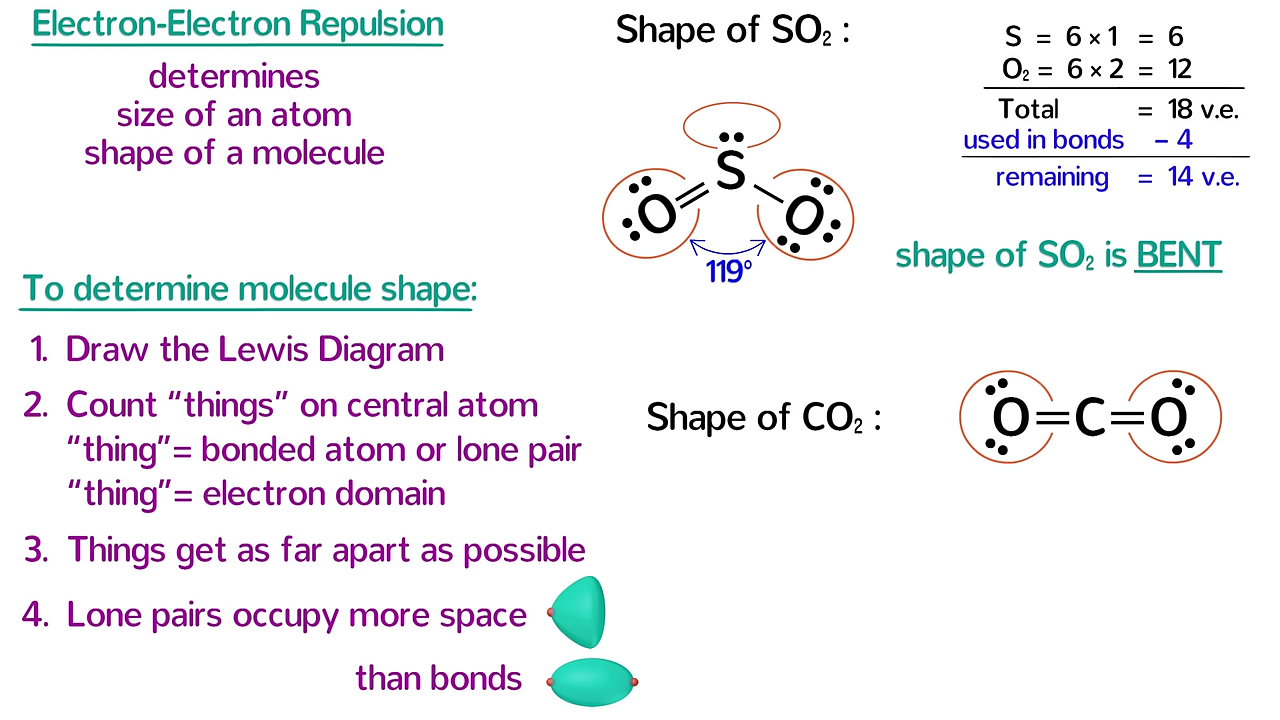 Electron-Electron Repulsion
determines
size of an atom
shape of a molecule
To determine molecule shape:
1. Draw the Lewis Diagram
2. Count “things” on central atom
“thing”= bonded atom or lone pair
“thing”= electron domain
3. Things get as far apart as possible
4. Lone pairs occupy more space
than bonds
Shape of SO₂ :
S
O O
119°
S = 6 × 1 = 6
O₂ = 6 × 2 = 12
Total = 18 v.e.
used in bonds – 4
remaining = 14 v.e.
shape of SO₂ is BENT
Shape of CO₂ :
O=C=O